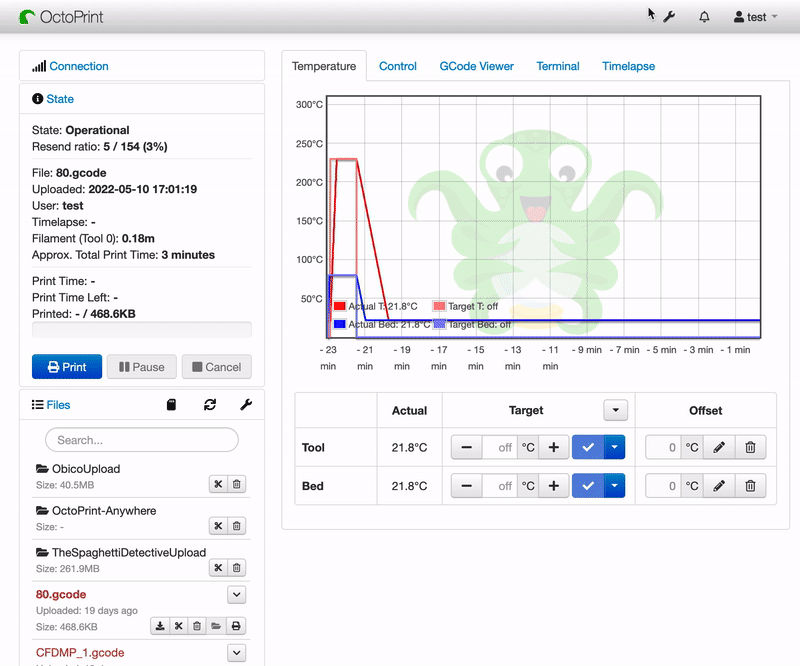 OctoPrint
test
Connection
State
State: Operational
Resend ratio: 5 / 154 (3%)
File: 80.gcode
Uploaded: 2022-05-10 17:01:19
User: test
Timelapse: -
Filament (Tool 0): 0.18m
Approx. Total Print Time: 3 minutes
Print Time: -
Print Time Left: -
Printed: - / 468.6KB
Print Pause Cancel
Files
Search...
ObicoUpload
Size: 40.5MB
OctoPrint-Anywhere
Size: -
TheSpaghettiDetectiveUpload
Size: 261.9MB
80.gcode
Uploaded: 19 days ago
Size: 468.6KB
CFDMP_1.gcode
Temperature Control GCode Viewer Terminal Timelapse
300°C
250°C
200°C
150°C
100°C
50°C
Actual T: 21.8°C Target T: off
Actual Bed: 21.8°C Target Bed: off
- 23 min - 21 min - 19 min - 17 min - 15 min - 13 min - 11 min - 9 min - 7 min - 5 min - 3 min - 1 min
Actual Target Offset
Tool 21.8°C off °C 0 °C
Bed 21.8°C off °C 0 °C